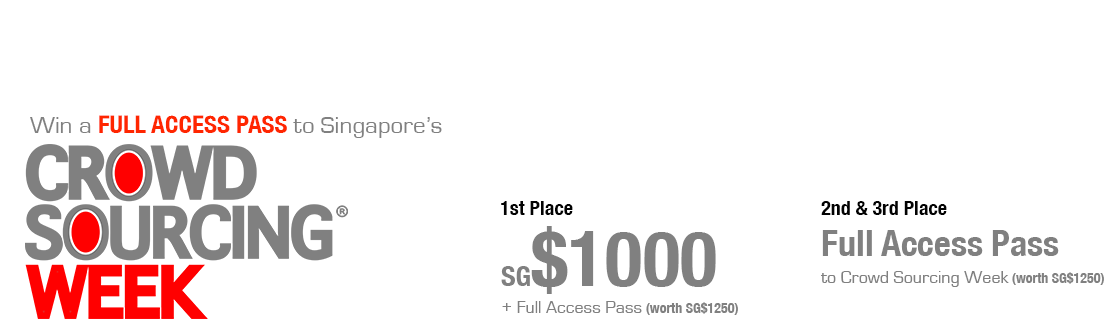 Win a FULL ACCESS PASS to Singapore's
CROWD
SOURCING®
WEEK
1st Place
SG$1000
+ Full Access Pass (worth SG$1250)
2nd & 3rd Place
Full Access Pass
to Crowd Sourcing Week (worth SG$1250)